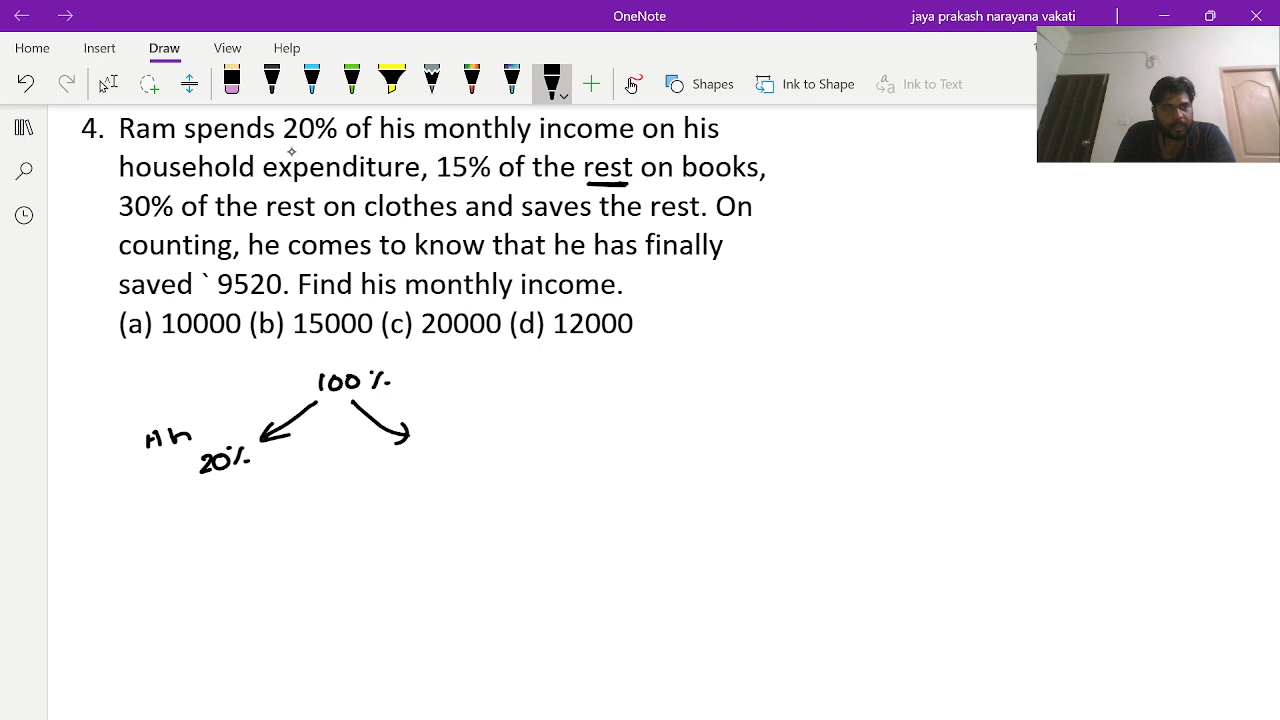 OneNote
jaya prakash narayana vakati
Home Insert Draw View Help
Shapes Ink to Shape Ink to Text
4. Ram spends 20% of his monthly income on his
household expenditure, 15% of the rest on books,
30% of the rest on clothes and saves the rest. On
counting, he comes to know that he has finally
saved ` 9520. Find his monthly income.
(a) 10000 (b) 15000 (c) 20000 (d) 12000
100%
20%